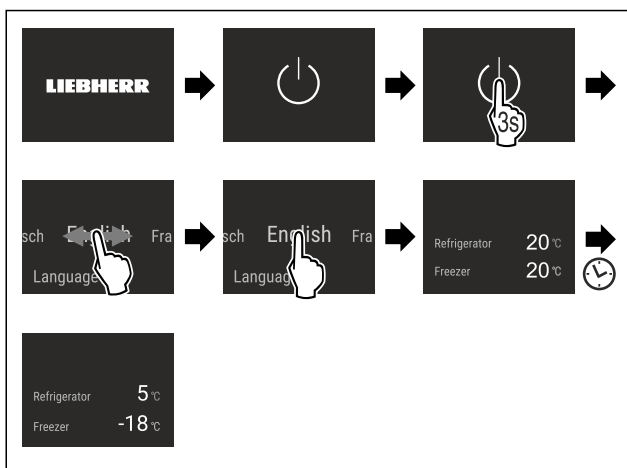 LIEBHERR
3s
sch English Fra
Language
sch English Fra
Language
Refrigerator 20 °C
Freezer 20 °C
Refrigerator 5 °C
Freezer -18 °C